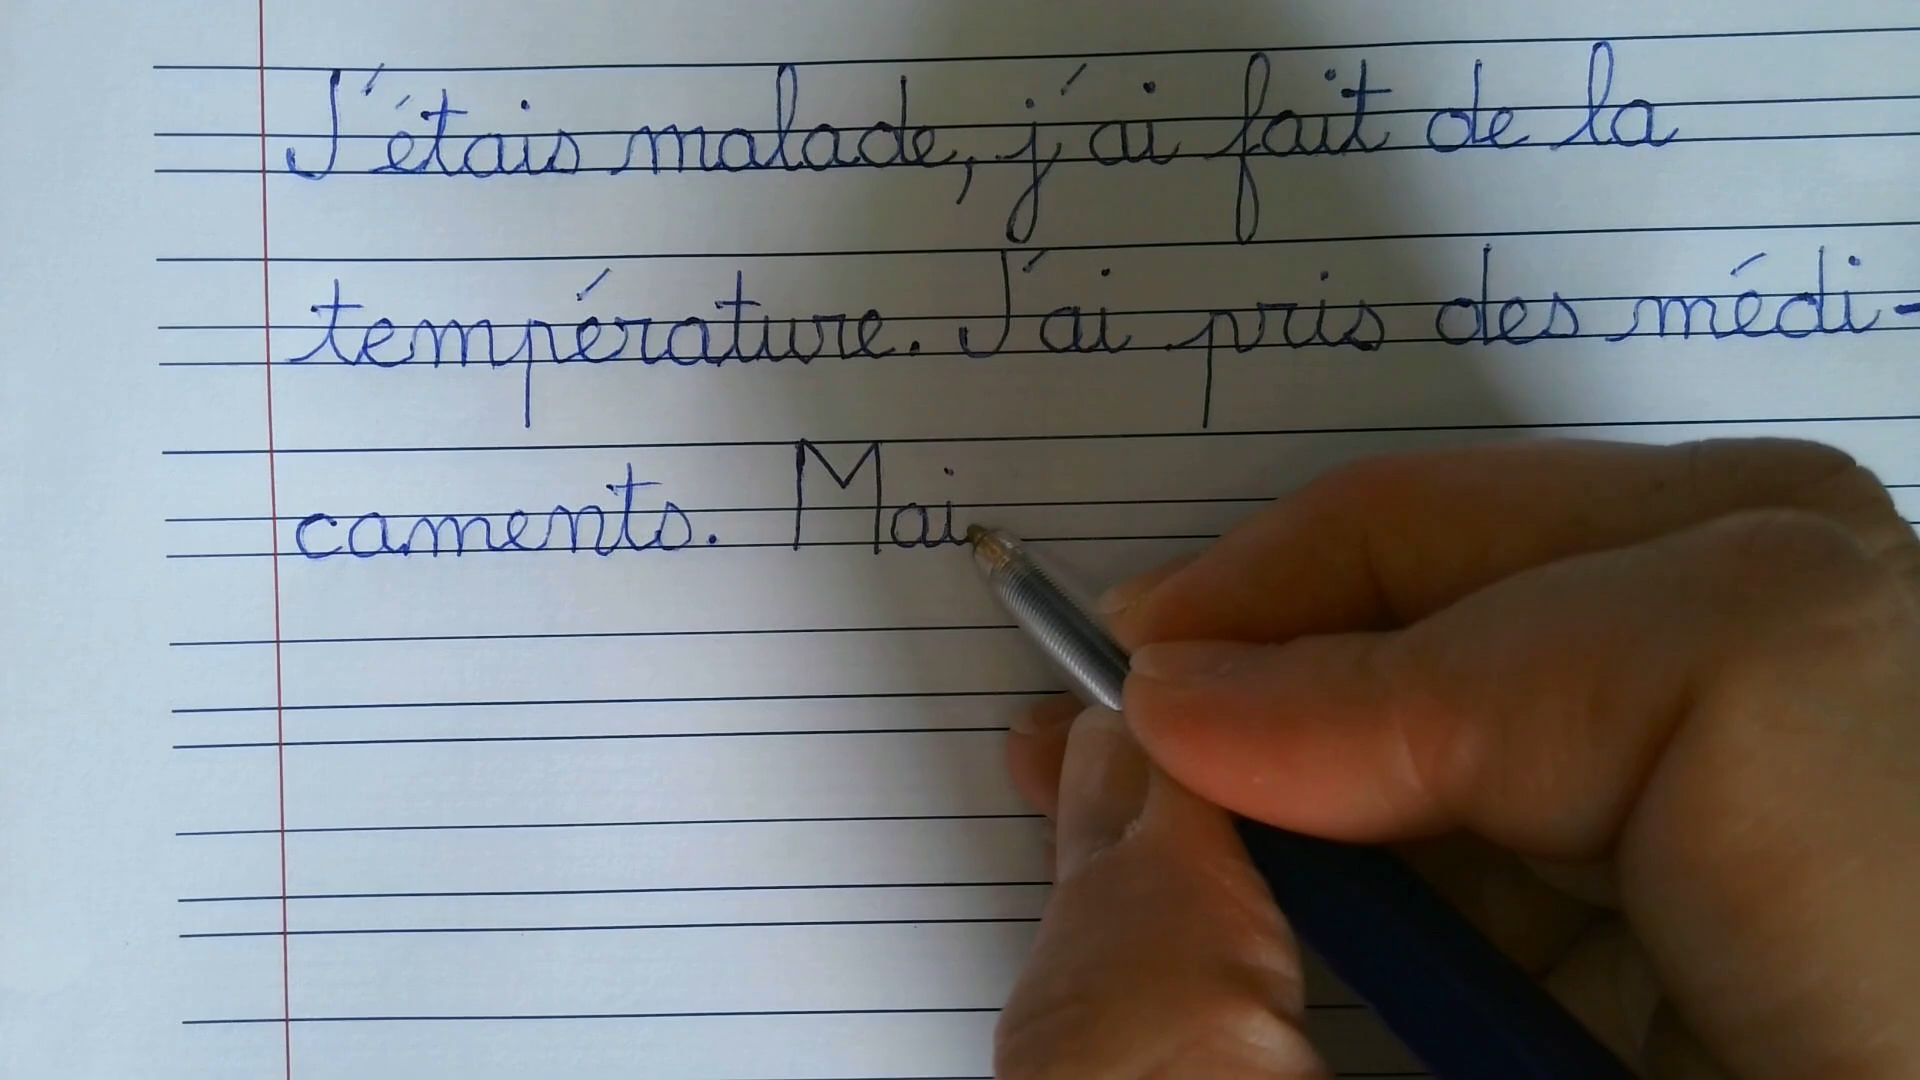 J'étais malade, j'ai fait de la
température. J'ai pris des médi-
caments. Mai